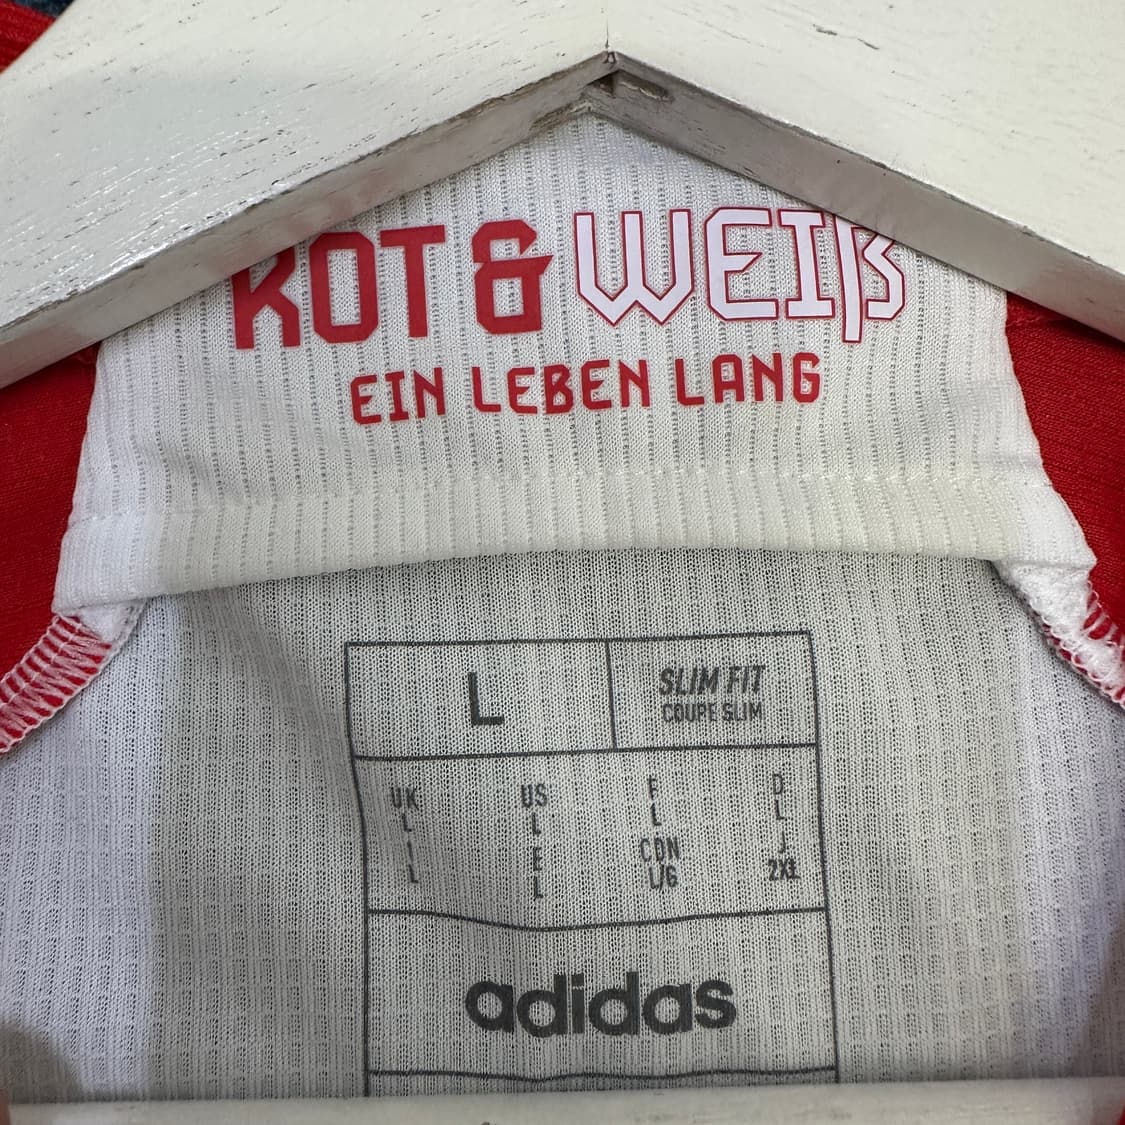 ROT & WEIß
EIN LEBEN LANG
L
SLIM FIT
COUPE SLIM
UK US F D
L L L L
I E CDN J
L L L/G 2XL
adidas